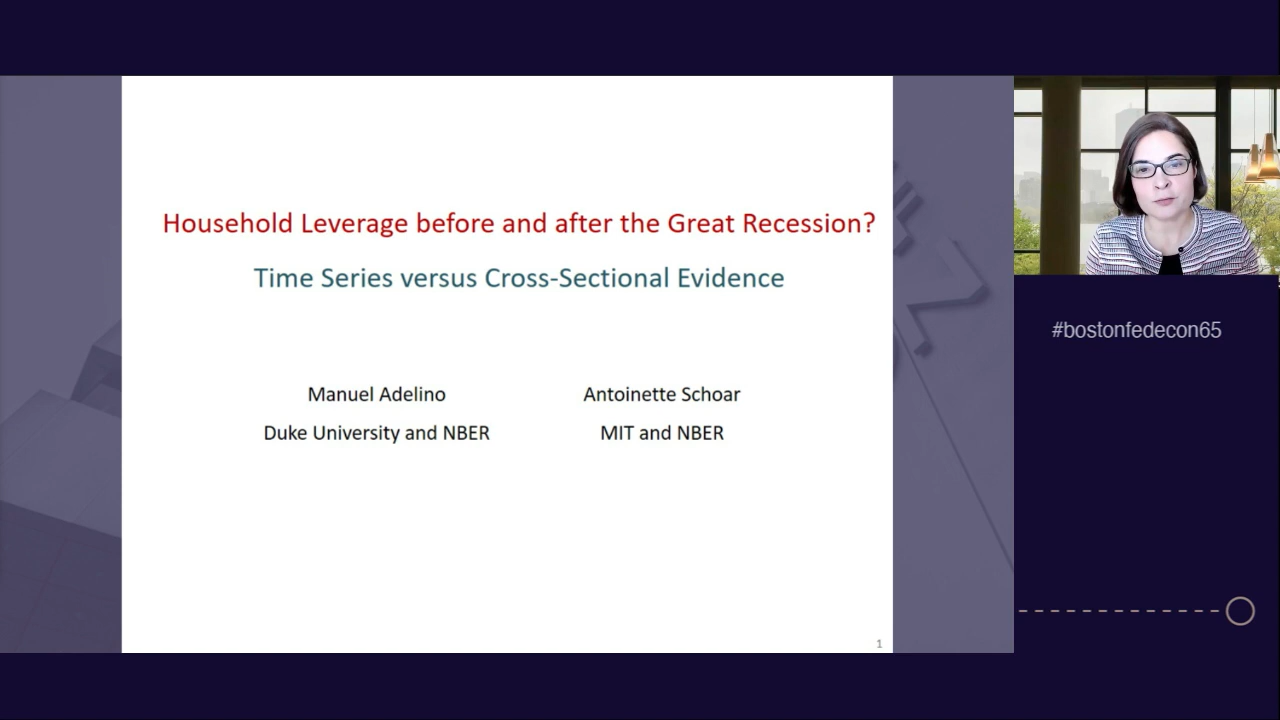 Household Leverage before and after the Great Recession?
Time Series versus Cross-Sectional Evidence
Manuel Adelino
Antoinette Schoar
Duke University and NBER
MIT and NBER
1
#bostonfedecon65